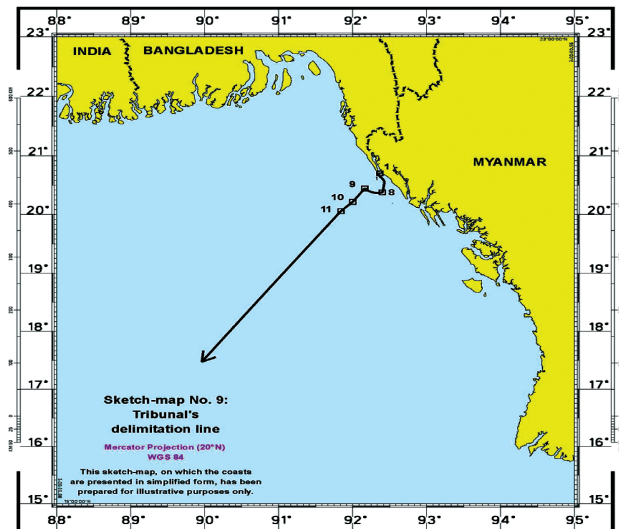 88° 89° 90° 91° 92° 93° 94° 95°
23° 23°
INDIA BANGLADESH
22° 22°
21° 21°
MYANMAR
1
9
8
10
20° 20°
11
19° 19°
18° 18°
17° 17°
Sketch-map No. 9:
Tribunal's
delimitation line
16° 16°
Mercator Projection (20°N)
WGS 84
This sketch-map, on which the coasts
are presented in simplified form, has been
prepared for illustrative purposes only.
15° 15°
88° 89° 90° 91° 92° 93° 94° 95°